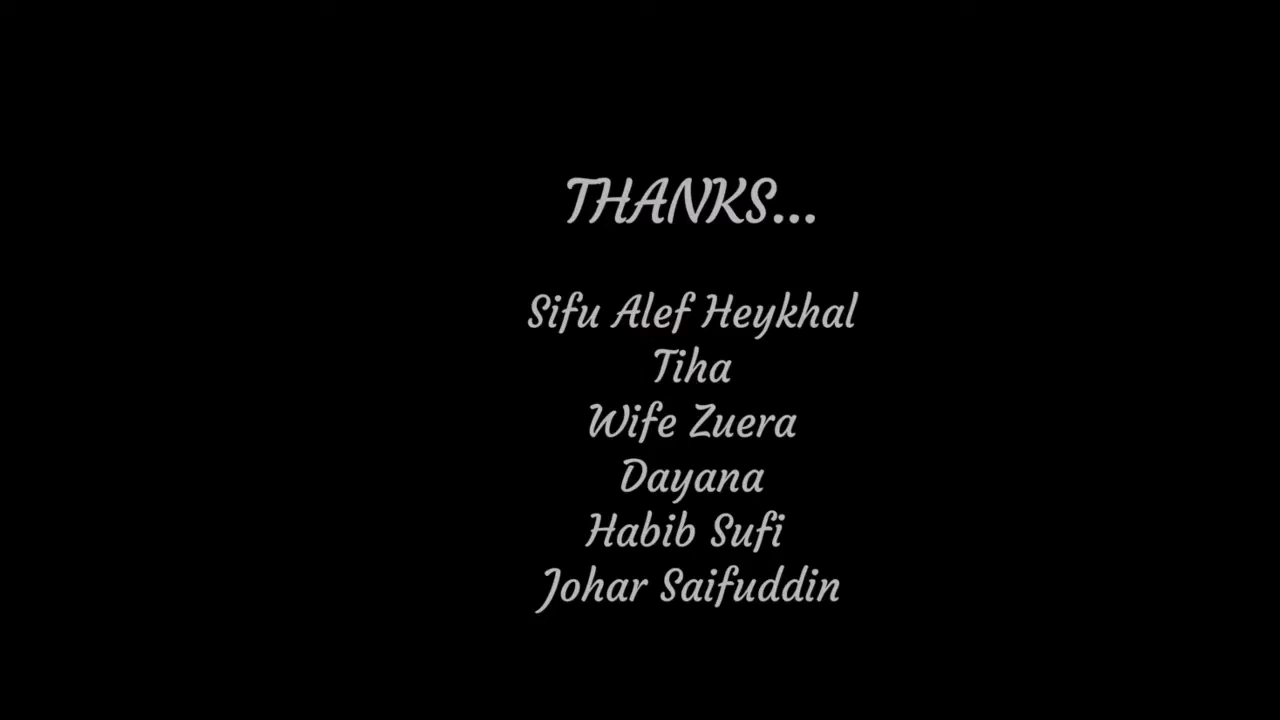 THANKS...
Sifu Alef Heykhal
Tiha
Wife Zuera
Dayana
Habib Sufi
Johar Saifuddin